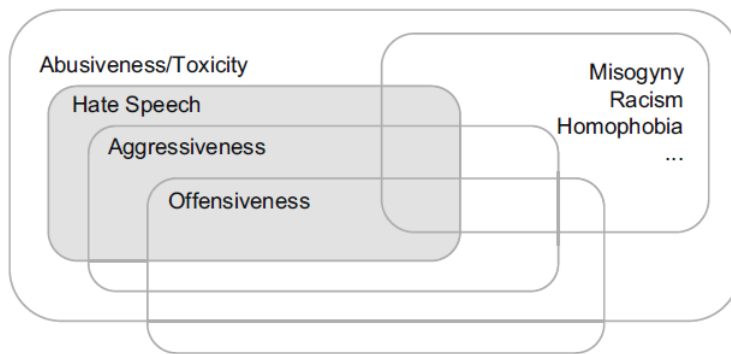 Abusiveness/Toxicity
Hate Speech
Aggressiveness
Offensiveness
Misogyny
Racism
Homophobia
...